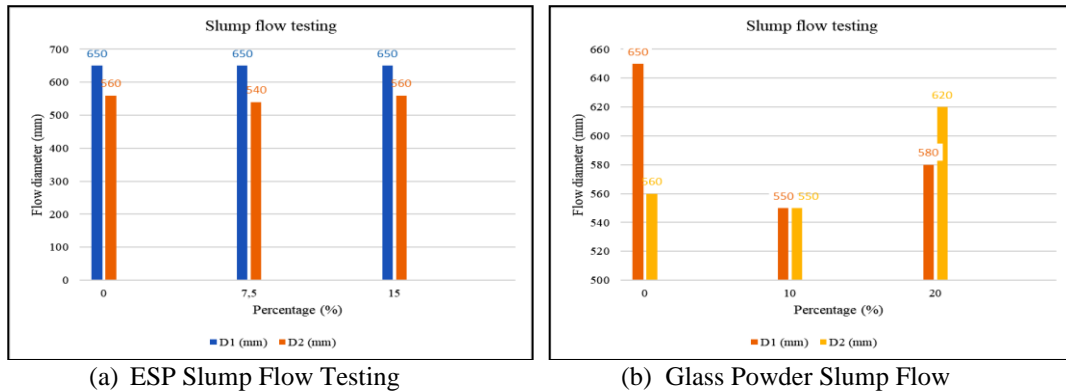 Slump flow testing
700
600
500
400
300
200
100
0
Flow diameter (mm)
650
560
650
540
650
560
0
7,5
15
Percentage (%)
D1 (mm)
D2 (mm)
(a) ESP Slump Flow Testing
Slump flow testing
660
640
620
600
580
560
540
520
500
Flow diameter (mm)
650
560
550
550
580
620
0
10
20
Percentage (%)
D1 (mm)
D2 (mm)
(b) Glass Powder Slump Flow